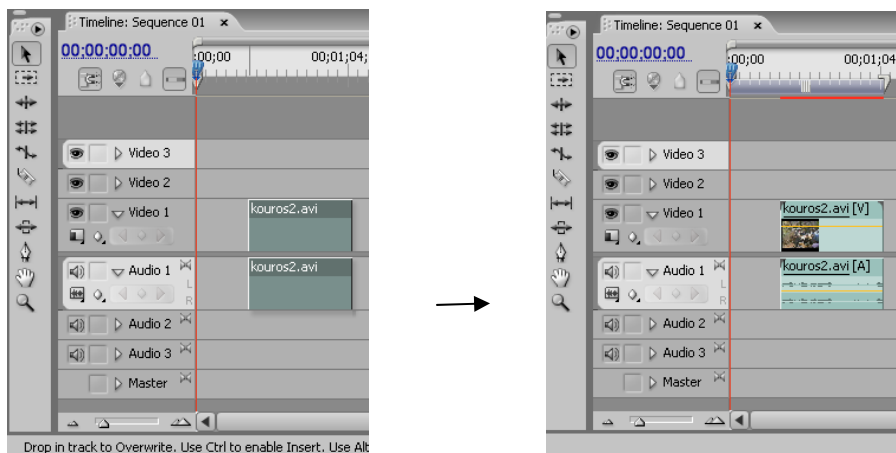 Timeline: Sequence 01 ×
00;00;00;00
;00;00 00;01;04;
Video 3
Video 2
Video 1
kouros2.avi
Audio 1
kouros2.avi
L
R
Audio 2
Audio 3
Master
Drop in track to Overwrite. Use Ctrl to enable Insert. Use Alt
Timeline: Sequence 01 ×
00;00;00;00
;00;00 00;01;04
Video 3
Video 2
Video 1
kouros2.avi [V]
Audio 1
kouros2.avi [A]
L
R
Audio 2
Audio 3
Master